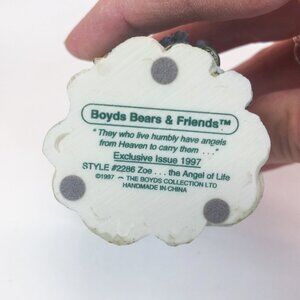 Boyds Bears & Friends™
"They who live humbly have angels
from Heaven to carry them ..."
Exclusive Issue 1997
STYLE #2286 Zoe . . . the Angel of Life
©1997 THE BOYDS COLLECTION LTD
HANDMADE IN CHINA